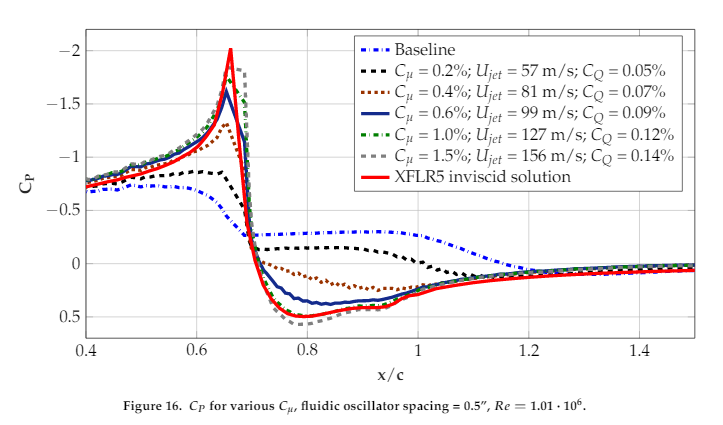 −2
−1.5
−1
−0.5
0
0.5
C_P
0.4 0.6 0.8 1 1.2 1.4
x/c
Baseline
C_μ = 0.2%; U_jet = 57 m/s; C_Q = 0.05%
C_μ = 0.4%; U_jet = 81 m/s; C_Q = 0.07%
C_μ = 0.6%; U_jet = 99 m/s; C_Q = 0.09%
C_μ = 1.0%; U_jet = 127 m/s; C_Q = 0.12%
C_μ = 1.5%; U_jet = 156 m/s; C_Q = 0.14%
XFLR5 inviscid solution
Figure 16. C_P for various C_μ, fluidic oscillator spacing = 0.5″, Re = 1.01 · 10⁶.